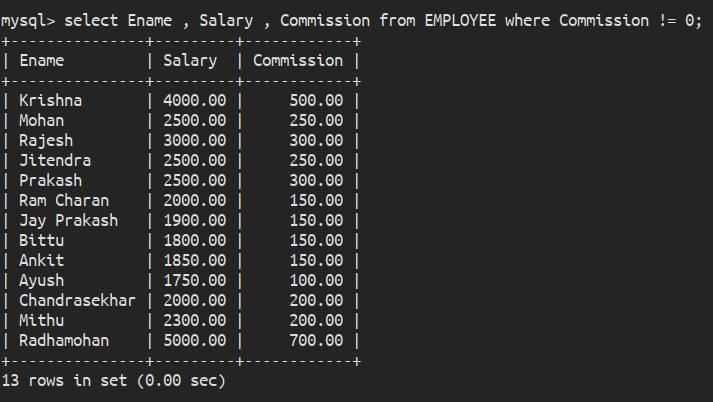 mysql> select Ename , Salary , Commission from EMPLOYEE where Commission != 0;
+---------------+---------+------------+
| Ename         | Salary  | Commission |
+---------------+---------+------------+
| Krishna       | 4000.00 |     500.00 |
| Mohan         | 2500.00 |     250.00 |
| Rajesh        | 3000.00 |     300.00 |
| Jitendra      | 2500.00 |     250.00 |
| Prakash       | 2500.00 |     300.00 |
| Ram Charan    | 2000.00 |     150.00 |
| Jay Prakash   | 1900.00 |     150.00 |
| Bittu         | 1800.00 |     150.00 |
| Ankit         | 1850.00 |     150.00 |
| Ayush         | 1750.00 |     100.00 |
| Chandrasekhar | 2000.00 |     200.00 |
| Mithu         | 2300.00 |     200.00 |
| Radhamohan    | 5000.00 |     700.00 |
+---------------+---------+------------+
13 rows in set (0.00 sec)